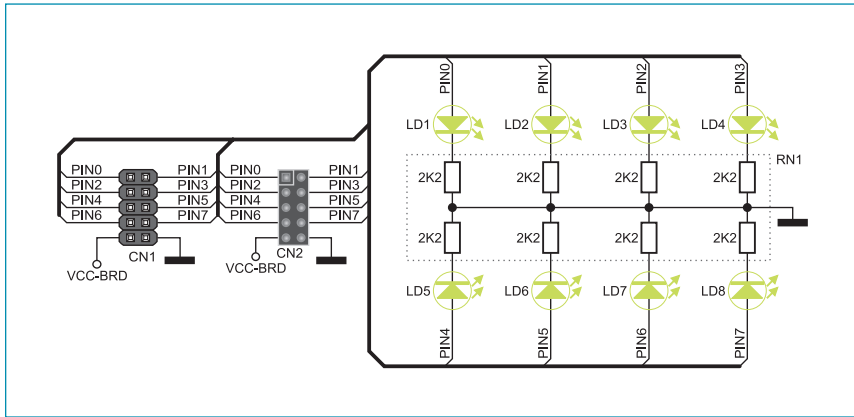 PIN0 PIN1 PIN2 PIN3
LD1 LD2 LD3 LD4
RN1
2K2 2K2 2K2 2K2
PIN0 PIN1 PIN0 PIN1
PIN2 PIN3 PIN2 PIN3
PIN4 PIN5 PIN4 PIN5
PIN6 PIN7 PIN6 PIN7
2K2 2K2 2K2 2K2
CN1 CN2
VCC-BRD VCC-BRD
LD5 LD6 LD7 LD8
PIN4 PIN5 PIN6 PIN7